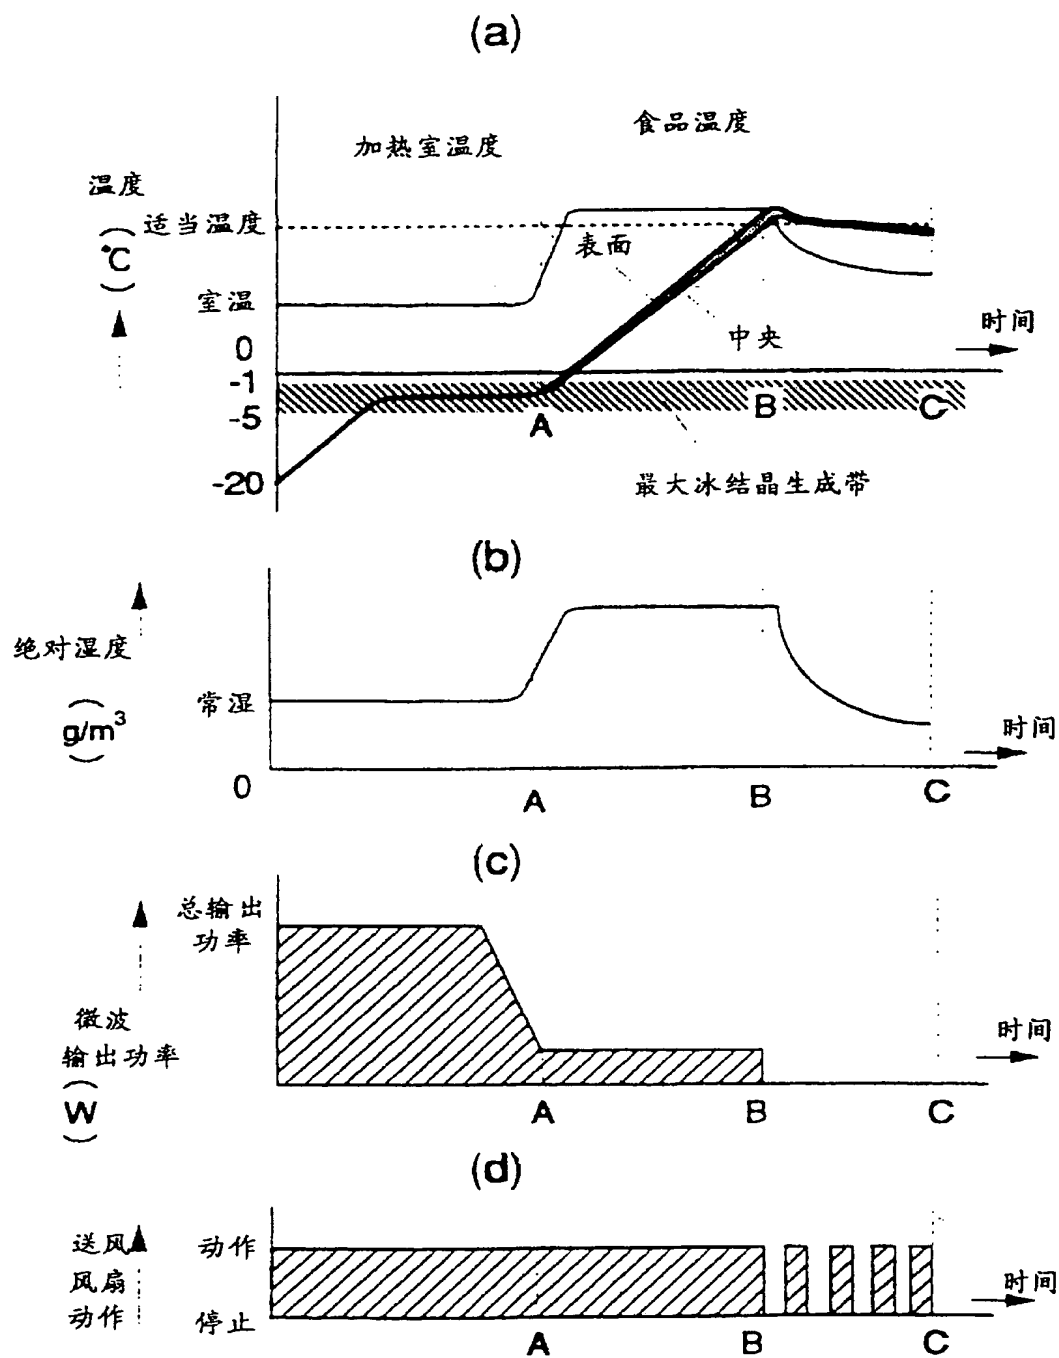 (a)
食品温度
加热室温度
温度
(℃)
适当温度
表面
室温
时间
0
中央
-1
-5
A
B
C
-20
最大冰结晶生成带
(b)
绝对湿度
(g/m³)
常湿
时间
0
A
B
C
(c)
总输出
功率
微波
输出功率
(W)
时间
A
B
C
(d)
送风
风扇
动作
动作
停止
时间
A
B
C